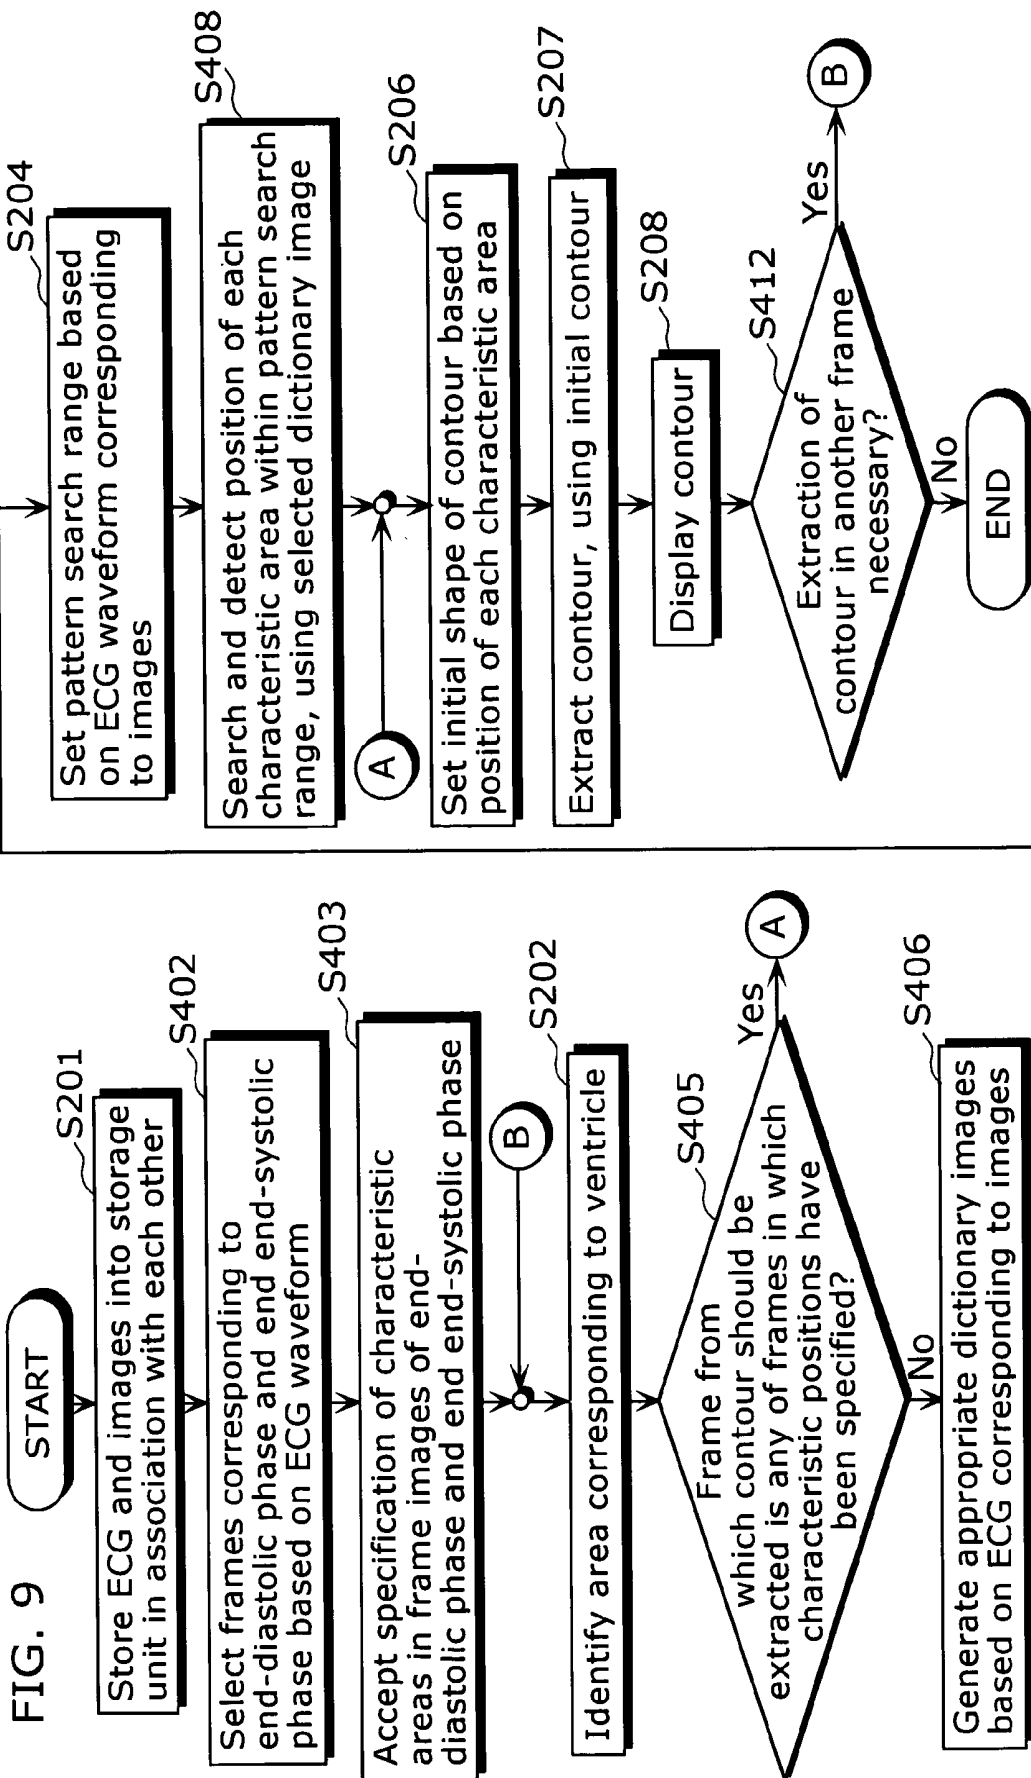 FIG. 9
START
S201
Store ECG and images into storage
unit in association with each other
S402
Select frames corresponding to
end-diastolic phase and end end-systolic
phase based on ECG waveform
S403
Accept specification of characteristic
areas in frame images of end-
diastolic phase and end end-systolic phase
B
S202
Identify area corresponding to ventricle
S405
Frame from
which contour should be
extracted is any of frames in which
characteristic positions have
been specified?
Yes
A
No
S406
Generate appropriate dictionary images
based on ECG corresponding to images
S204
Set pattern search range based
on ECG waveform corresponding
to images
S408
Search and detect position of each
characteristic area within pattern search
range, using selected dictionary image
A
S206
Set initial shape of contour based on
position of each characteristic area
S207
Extract contour, using initial contour
S208
Display contour
S412
Extraction of
contour in another frame
necessary?
Yes
B
No
END